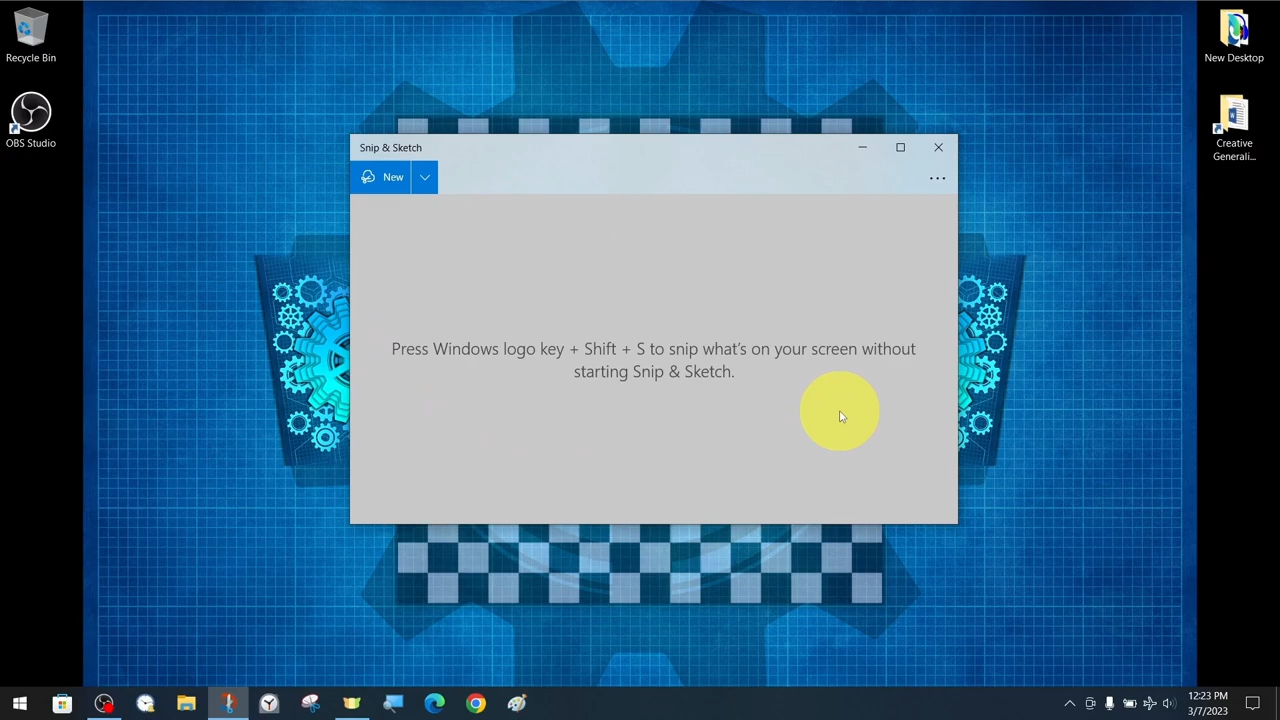 Recycle Bin
OBS Studio
New Desktop
Creative
Generali...
Snip & Sketch
New
Press Windows logo key + Shift + S to snip what's on your screen without
starting Snip & Sketch.
12:23 PM
3/7/2023